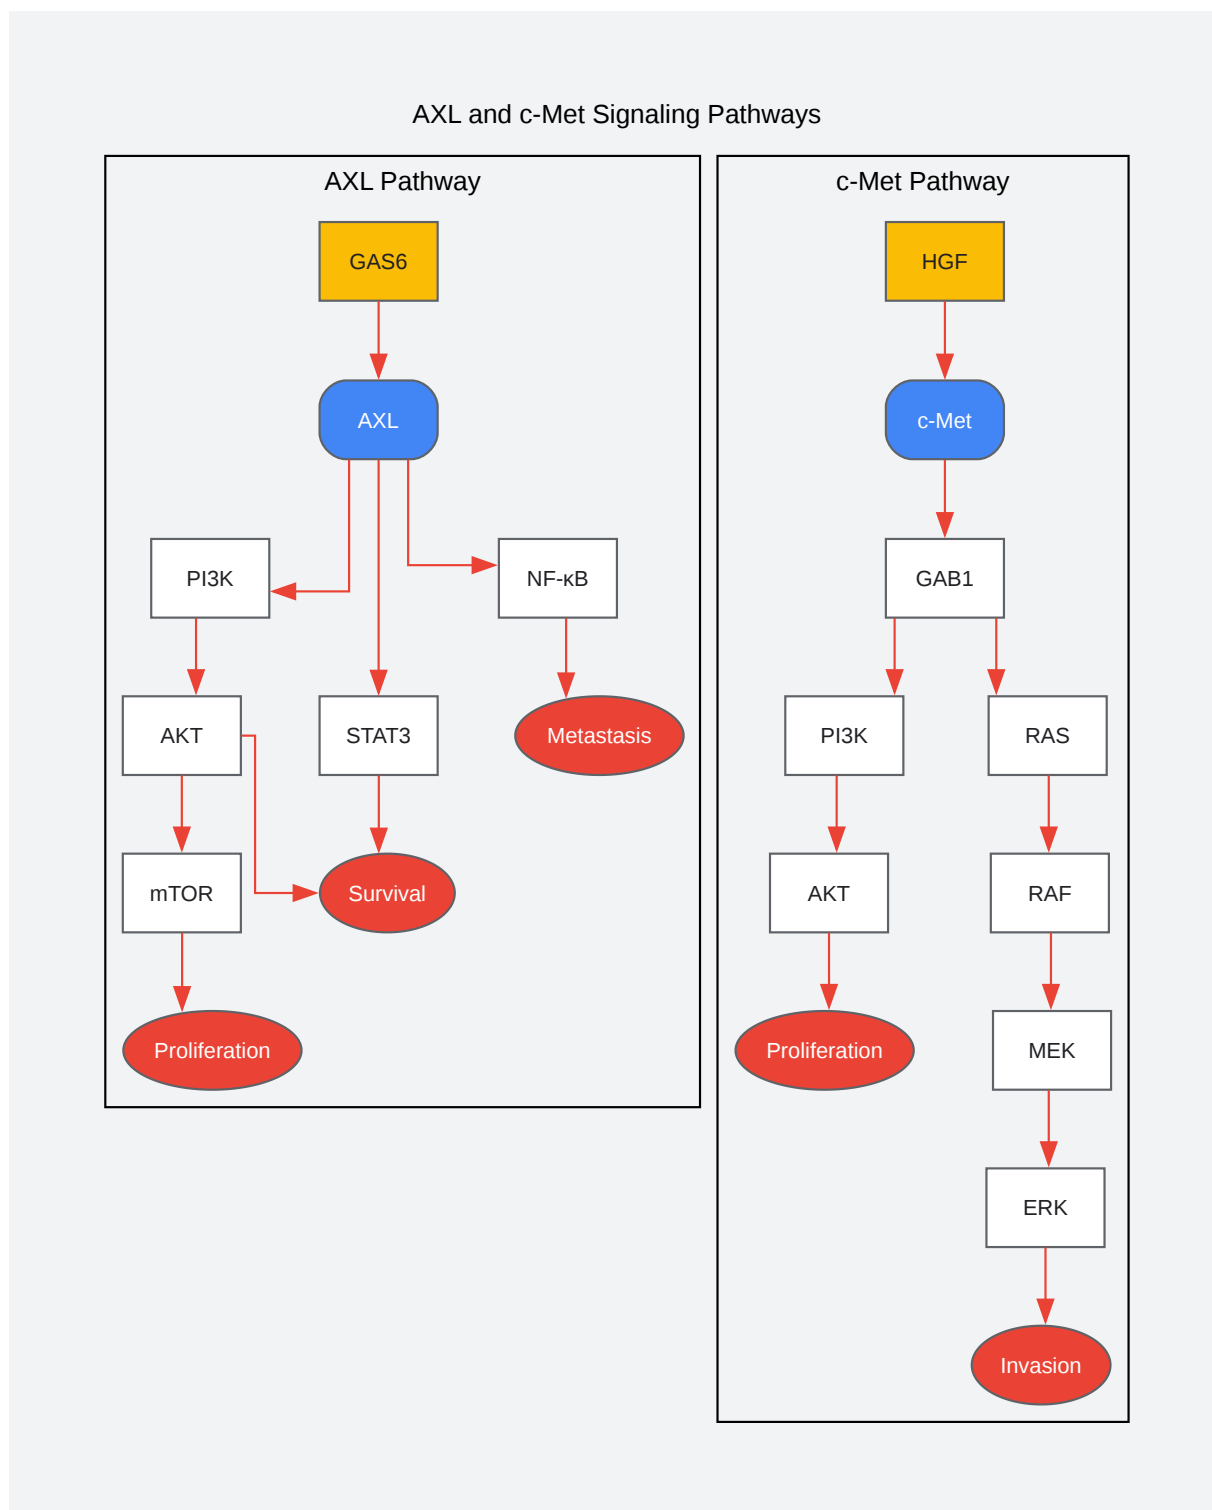 AXL and c-Met Signaling Pathways
AXL Pathway
GAS6
AXL
PI3K
NF-κB
AKT
STAT3
Metastasis
mTOR
Survival
Proliferation
c-Met Pathway
HGF
c-Met
GAB1
PI3K
RAS
AKT
RAF
Proliferation
MEK
ERK
Invasion